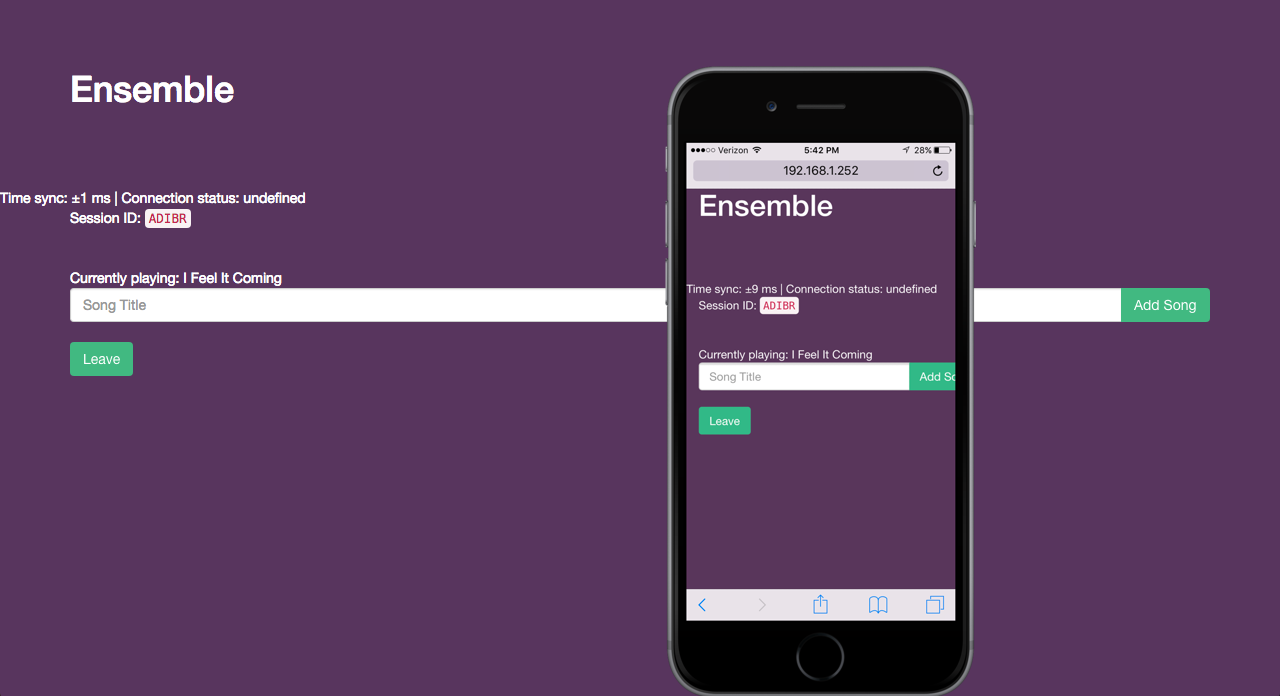 Ensemble
Time sync: ±1 ms | Connection status: undefined
Session ID: ADIBR
Currently playing: I Feel It Coming
Song Title
Add Song
Leave
Verizon
5:42 PM
28%
192.168.1.252
Ensemble
Time sync: ±9 ms | Connection status: undefined
Session ID: ADIBR
Currently playing: I Feel It Coming
Song Title
Add So
Leave